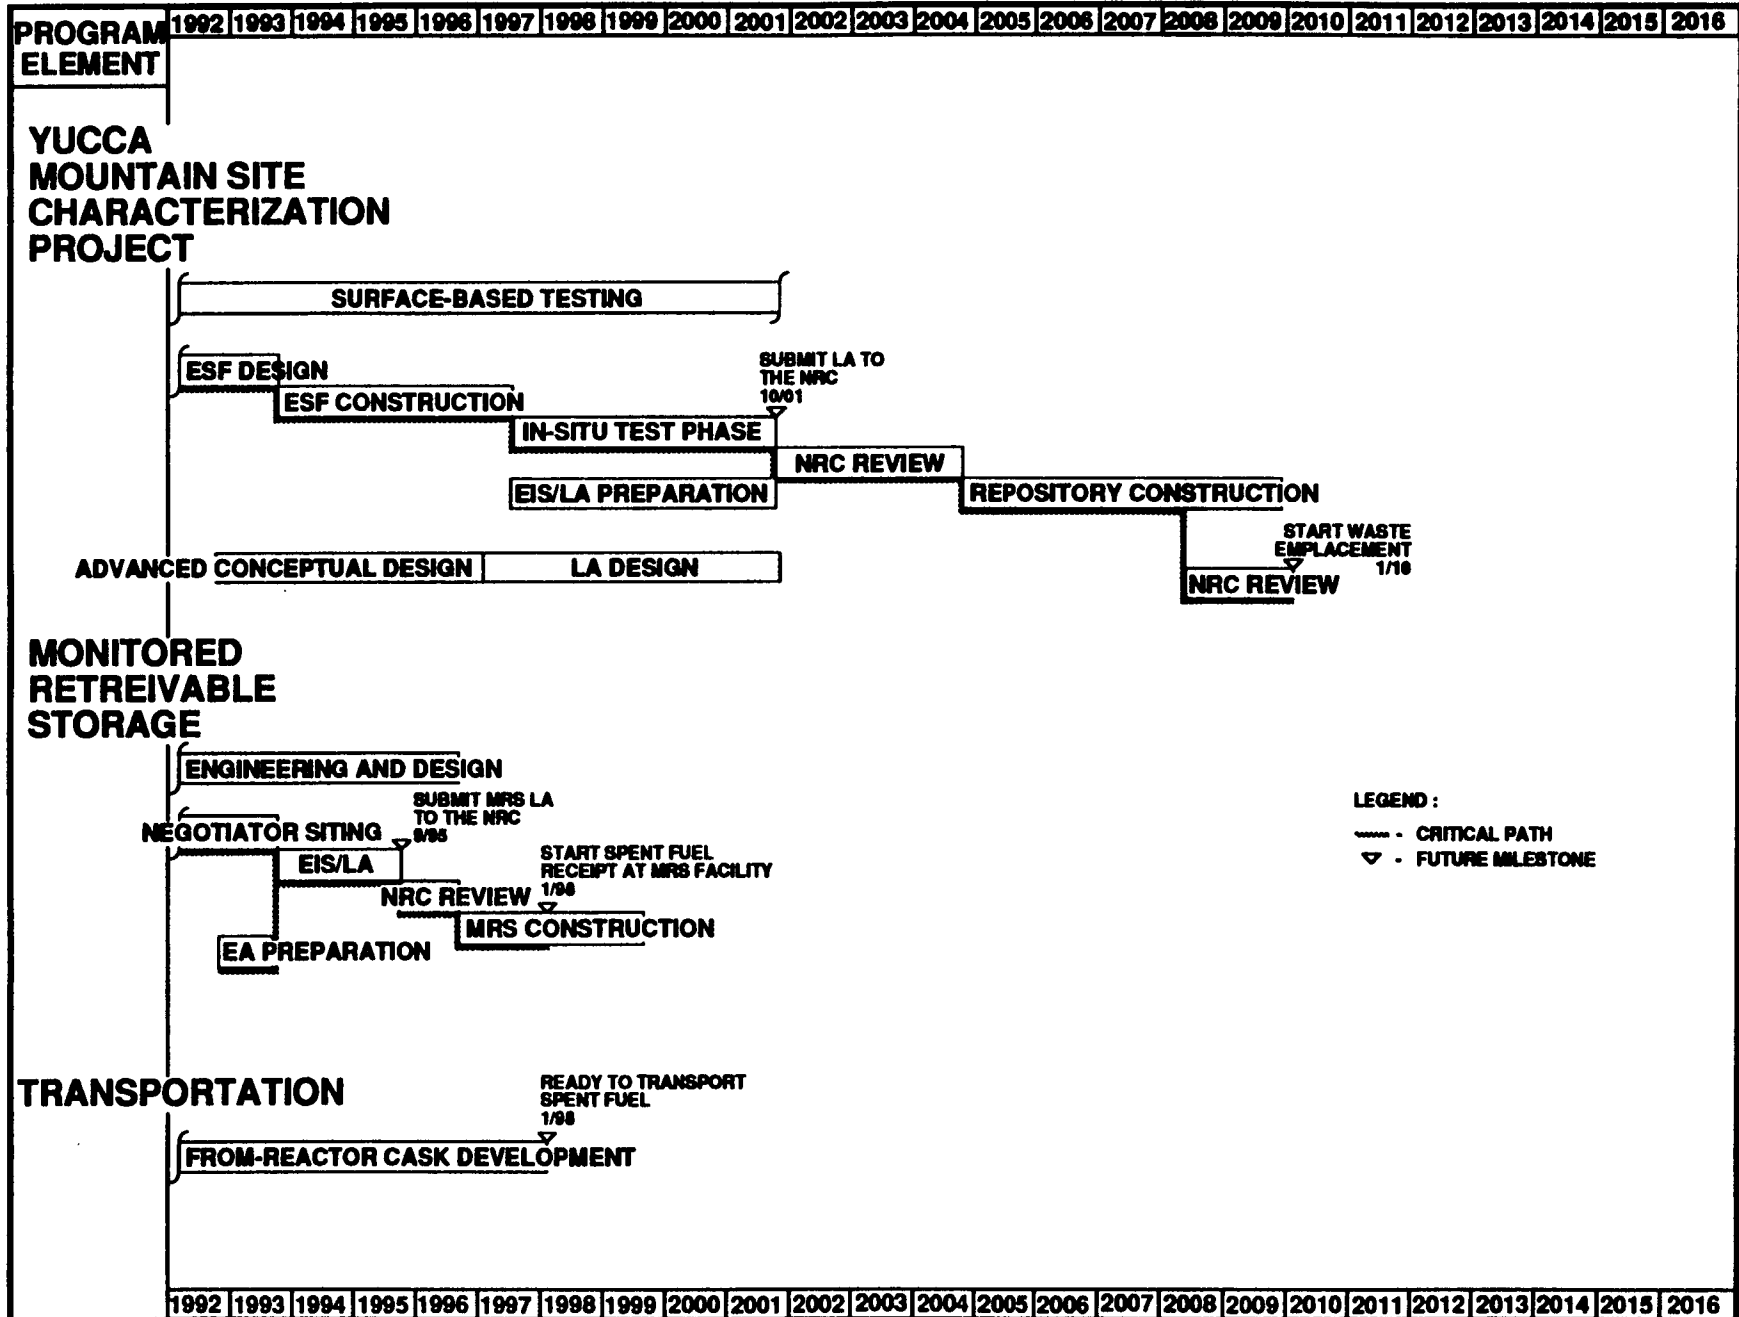 PROGRAM
ELEMENT
1992 1993 1994 1995 1996 1997 1998 1999 2000 2001 2002 2003 2004 2005 2006 2007 2008 2009 2010 2011 2012 2013 2014 2015 2016
YUCCA
MOUNTAIN SITE
CHARACTERIZATION
PROJECT
SURFACE-BASED TESTING
ESF DESIGN
ESF CONSTRUCTION
SUBMIT LA TO
THE NRC
10/01
IN-SITU TEST PHASE
NRC REVIEW
EIS/LA PREPARATION
REPOSITORY CONSTRUCTION
START WASTE
EMPLACEMENT
1/10
ADVANCED CONCEPTUAL DESIGN
LA DESIGN
NRC REVIEW
MONITORED
RETREIVABLE
STORAGE
ENGINEERING AND DESIGN
SUBMIT MRS LA
TO THE NRC
NEGOTIATOR SITING
EIS/LA
START SPENT FUEL
RECEIPT AT MRS FACILITY
1/98
NRC REVIEW
MRS CONSTRUCTION
EA PREPARATION
LEGEND :
- CRITICAL PATH
- FUTURE MILESTONE
TRANSPORTATION
READY TO TRANSPORT
SPENT FUEL
1/98
FROM-REACTOR CASK DEVELOPMENT
1992 1993 1994 1995 1996 1997 1998 1999 2000 2001 2002 2003 2004 2005 2006 2007 2008 2009 2010 2011 2012 2013 2014 2015 2016